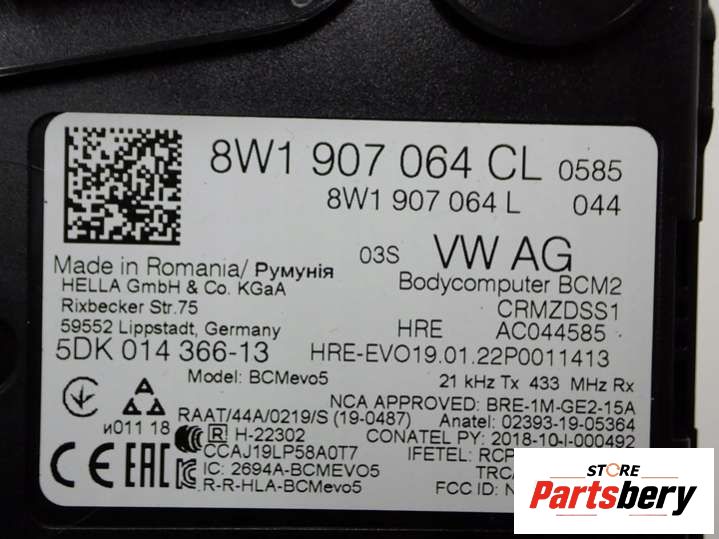 8W1 907 064 CL 0585
8W1 907 064 L 044
03S VW AG
Made in Romania/ Румунія
HELLA GmbH & Co. KGaA
Bodycomputer BCM2
Rixbecker Str.75
CRMZDSS1
59552 Lippstadt, Germany
HRE AC044585
5DK 014 366-13
HRE-EVO19.01.22P0011413
Model: BCMevo5
21 kHz Tx 433 MHz Rx
NCA APPROVED: BRE-1M-GE2-15A
RAAT/44A/0219/S (19-0487)
Anatel: 02393-19-05364
и011 18
R H-22302
CONATEL PY: 2018-10-I-000492
CCAJ19LP58A0T7
IFETEL: RCP
CE EAC
IC: 2694A-BCMEVO5
TRCA
R-R-HLA-BCMevo5
FCC ID: N
STORE
Partsbery